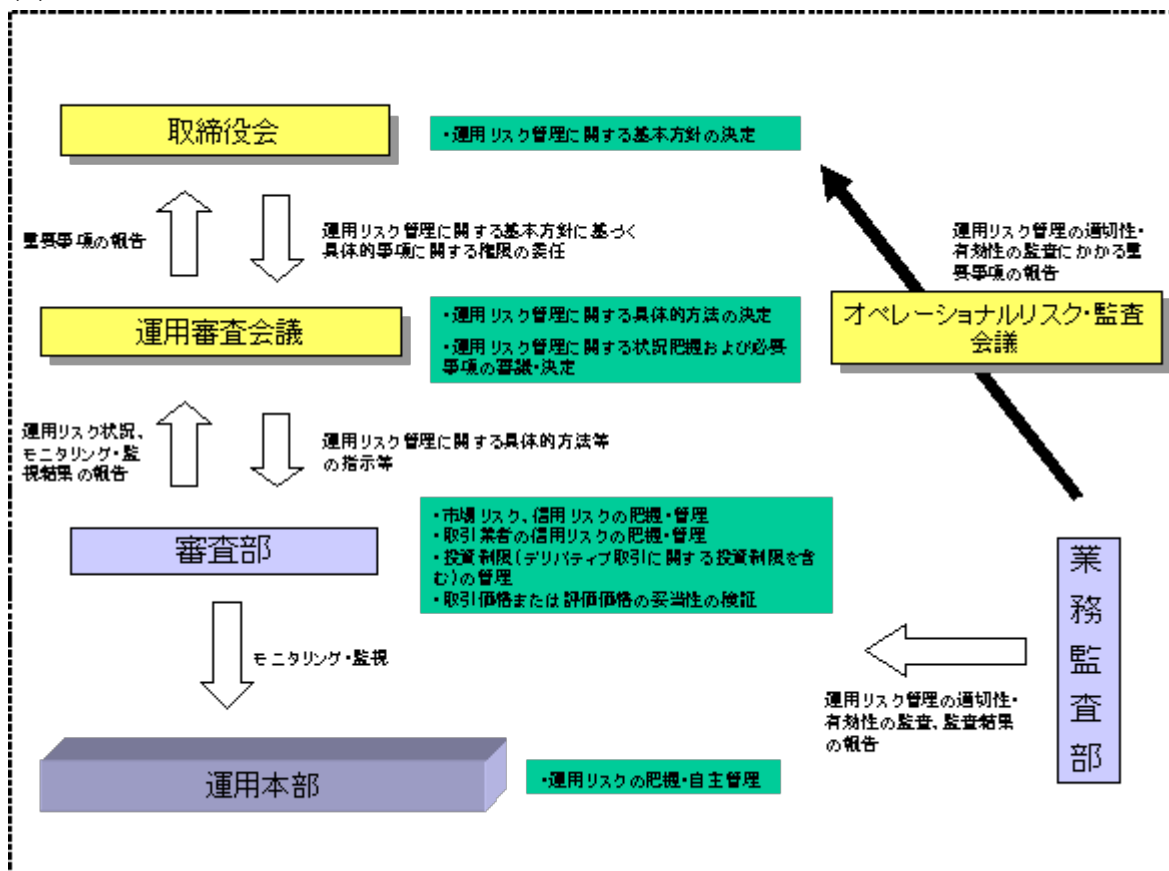 取締役会
・運用リスク管理に関する基本方針の決定
重要事項の報告
運用リスク管理に関する基本方針に基づく
具体的事項に関する権限の委任
運用リスク管理の適切性・
有効性の監査にかかる重
要事項の報告
運用審査会議
・運用リスク管理に関する具体的方法の決定
・運用リスク管理に関する状況把握および必要
事項の審議・決定
オペレーショナルリスク・監査
会議
運用リスク状況、
モニタリング・監
視結果の報告
運用リスク管理に関する具体的方法等
の指示等
審査部
・市場リスク、信用リスクの把握・管理
・取引業者の信用リスクの把握・管理
・投資制限(デリバティブ取引に関する投資制限を含
む)の管理
・取引価格または評価価格の妥当性の検証
業務監査部
モニタリング・監視
運用リスク管理の適切性・
有効性の監査、監査結果
の報告
運用本部
・運用リスクの把握・自主管理